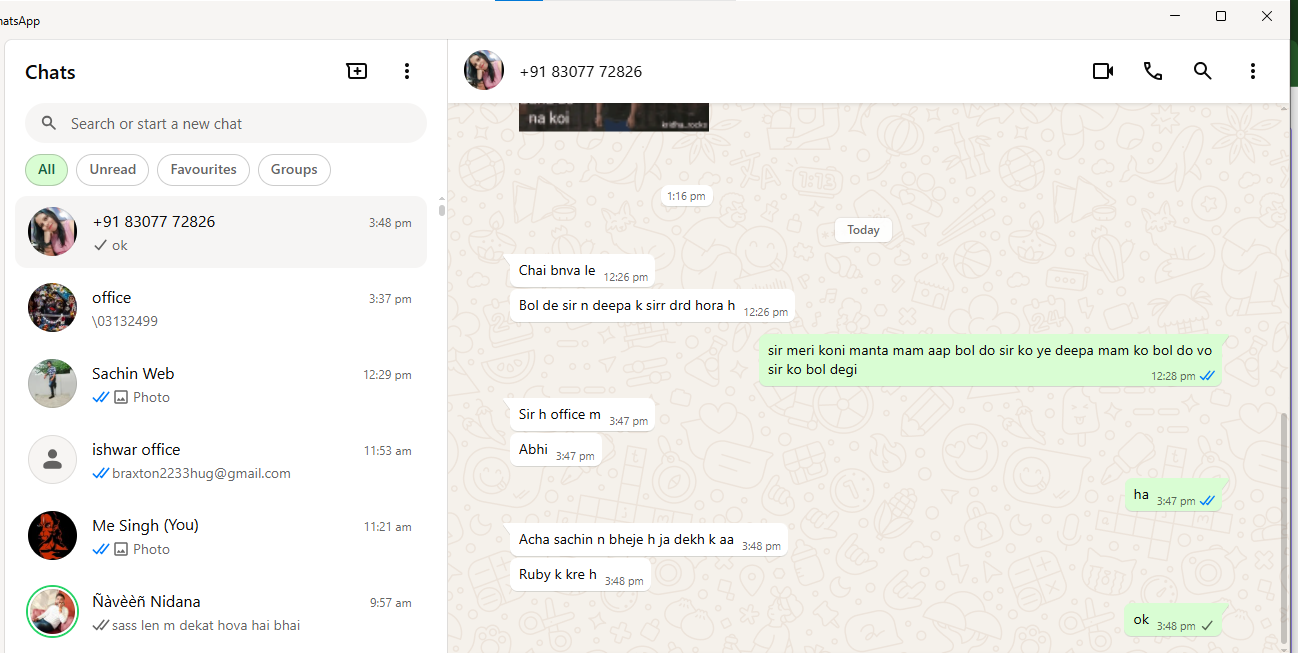 hatsApp
Chats
Search or start a new chat
All
Unread
Favourites
Groups
+91 83077 72826
3:48 pm
ok
office
3:37 pm
\03132499
Sachin Web
12:29 pm
Photo
ishwar office
11:53 am
braxton2233hug@gmail.com
Me Singh (You)
11:21 am
Photo
Ñàvèèñ Nidana
9:57 am
sass len m dekat hova hai bhai
+91 83077 72826
na koi
1:16 pm
Today
Chai bnva le 12:26 pm
Bol de sir n deepa k sirr drd hora h 12:26 pm
sir meri koni manta mam aap bol do sir ko ye deepa mam ko bol do vo
sir ko bol degi 12:28 pm
Sir h office m 3:47 pm
Abhi 3:47 pm
ha 3:47 pm
Acha sachin n bheje h ja dekh k aa 3:48 pm
Ruby k kre h 3:48 pm
ok 3:48 pm